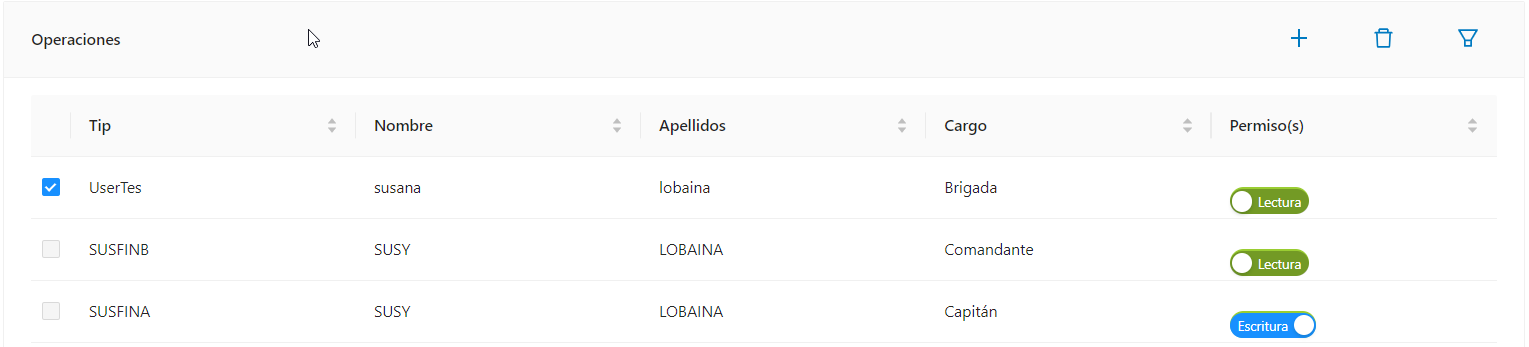 Operaciones
Tip Nombre Apellidos Cargo Permiso(s)
UserTes susana lobaina Brigada Lectura
SUSFINB SUSY LOBAINA Comandante Lectura
SUSFINA SUSY LOBAINA Capitán Escritura